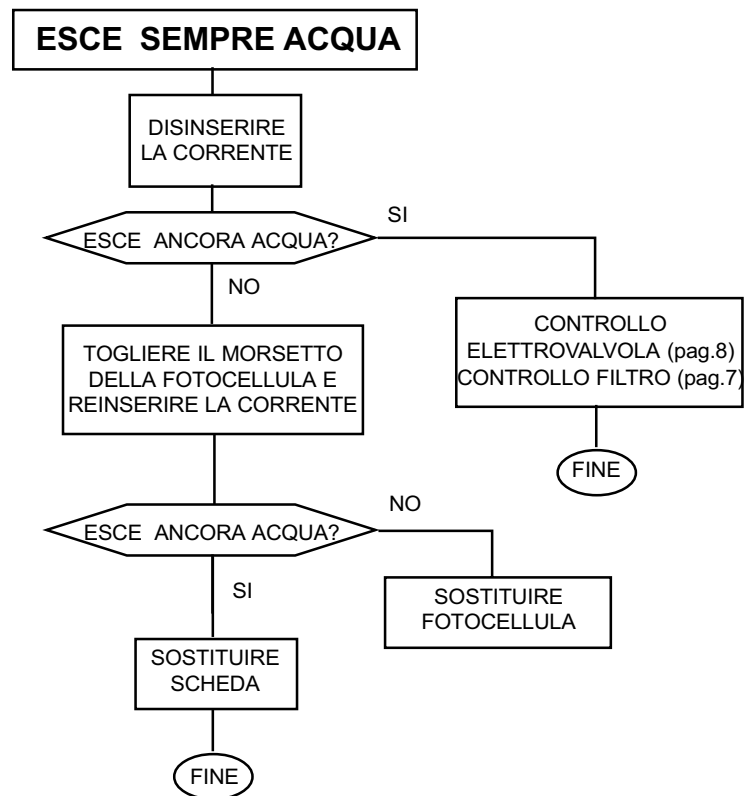 ESCE SEMPRE ACQUA
DISINSERIRE
LA CORRENTE
ESCE ANCORA ACQUA?
SI
NO
CONTROLLO
ELETTROVALVOLA (pag.8)
CONTROLLO FILTRO (pag.7)
TOGLIERE IL MORSETTO
DELLA FOTOCELLULA E
REINSERIRE LA CORRENTE
FINE
ESCE ANCORA ACQUA?
NO
SI
SOSTITUIRE
FOTOCELLULA
SOSTITUIRE
SCHEDA
FINE